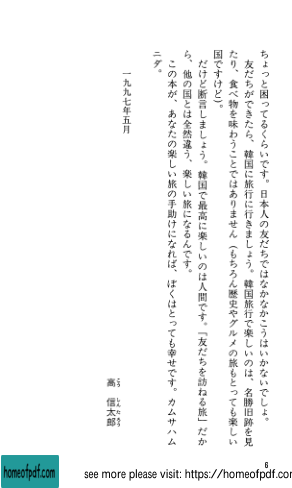 ちょっと困ってるくらいです。日本人の友だちではなかなかこうはいかないでしょ。
友だちができたら、韓国に旅行に行きましょう。韓国旅行で楽しいのは、名勝旧跡を見
たり、食べ物を味わうことではありません（もちろん歴史やグルメの旅もとっても楽しい
国ですけど）。
だけど断言しましょう。韓国で最高に楽しいのは人間です。「友だちを訪ねる旅」だか
ら、他の国とは全然違う、楽しい旅になるんです。
この本が、あなたの楽しい旅の手助けになれば、ぼくはとっても幸せです。カムサハム
ニダ。
一九九七年五月
高 信太郎
8
homeofpdf.com
see more please visit: https://homeofpdf.com